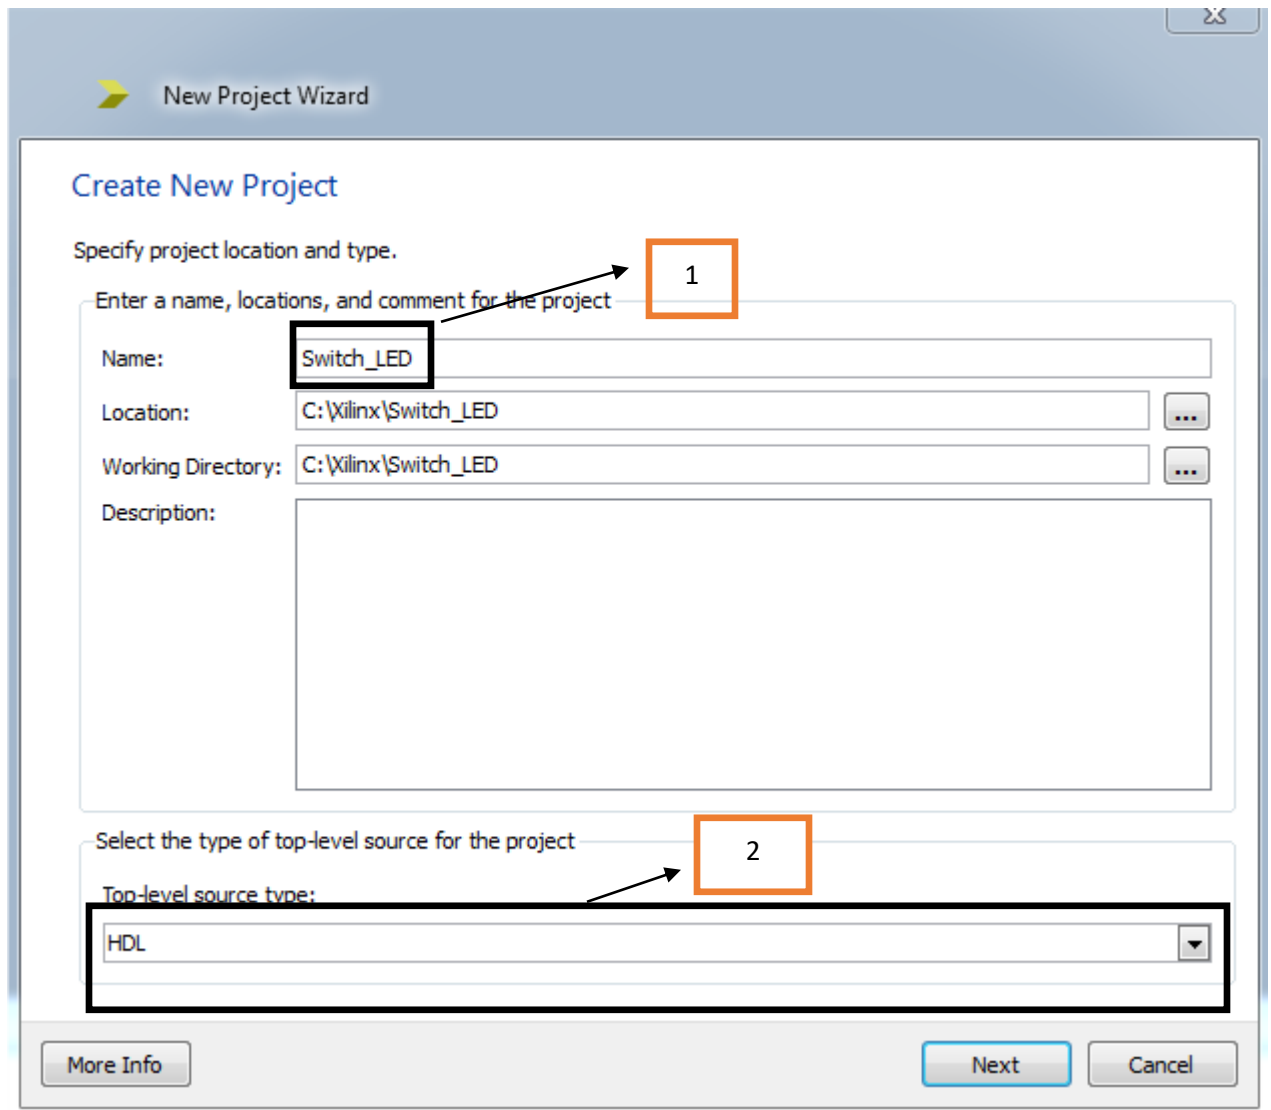 New Project Wizard
Create New Project
Specify project location and type.
1
Enter a name, locations, and comment for the project
Name: Switch_LED
Location: C:\Xilinx\Switch_LED ...
Working Directory: C:\Xilinx\Switch_LED ...
Description:
Select the type of top-level source for the project
2
Top-level source type:
HDL
More Info Next Cancel